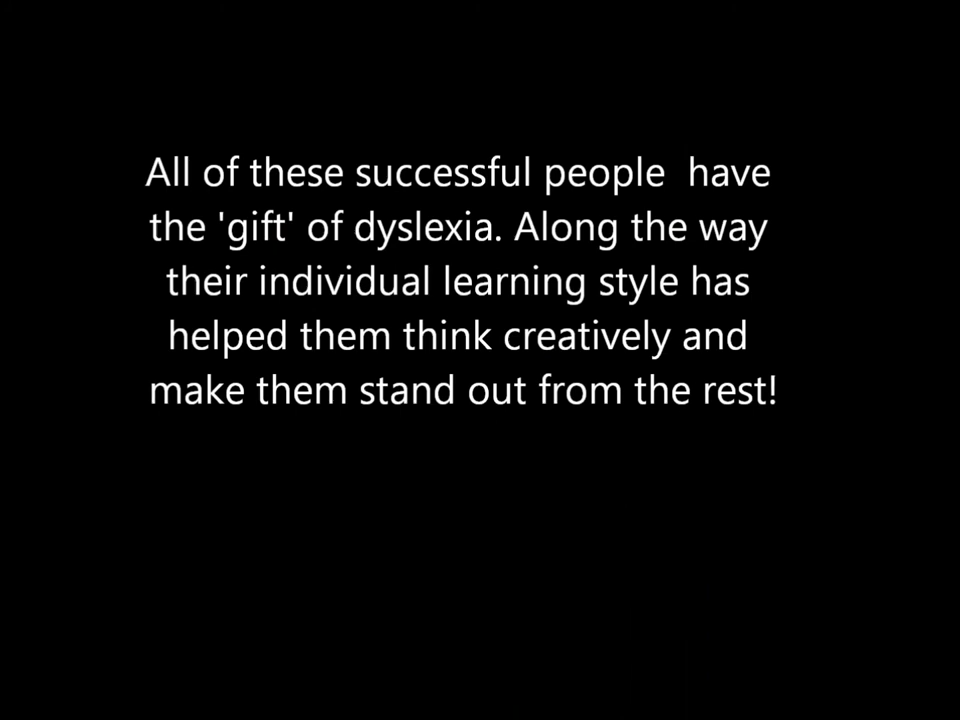 All of these successful people  have
the 'gift' of dyslexia. Along the way
their individual learning style has
helped them think creatively and
make them stand out from the rest!